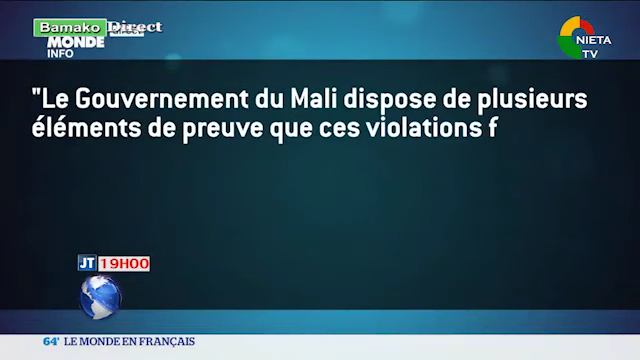 Bamako Direct
MONDE
INFO
NIETA
TV
"Le Gouvernement du Mali dispose de plusieurs
éléments de preuve que ces violations f
JT 19H00
64' LE MONDE EN FRANÇAIS